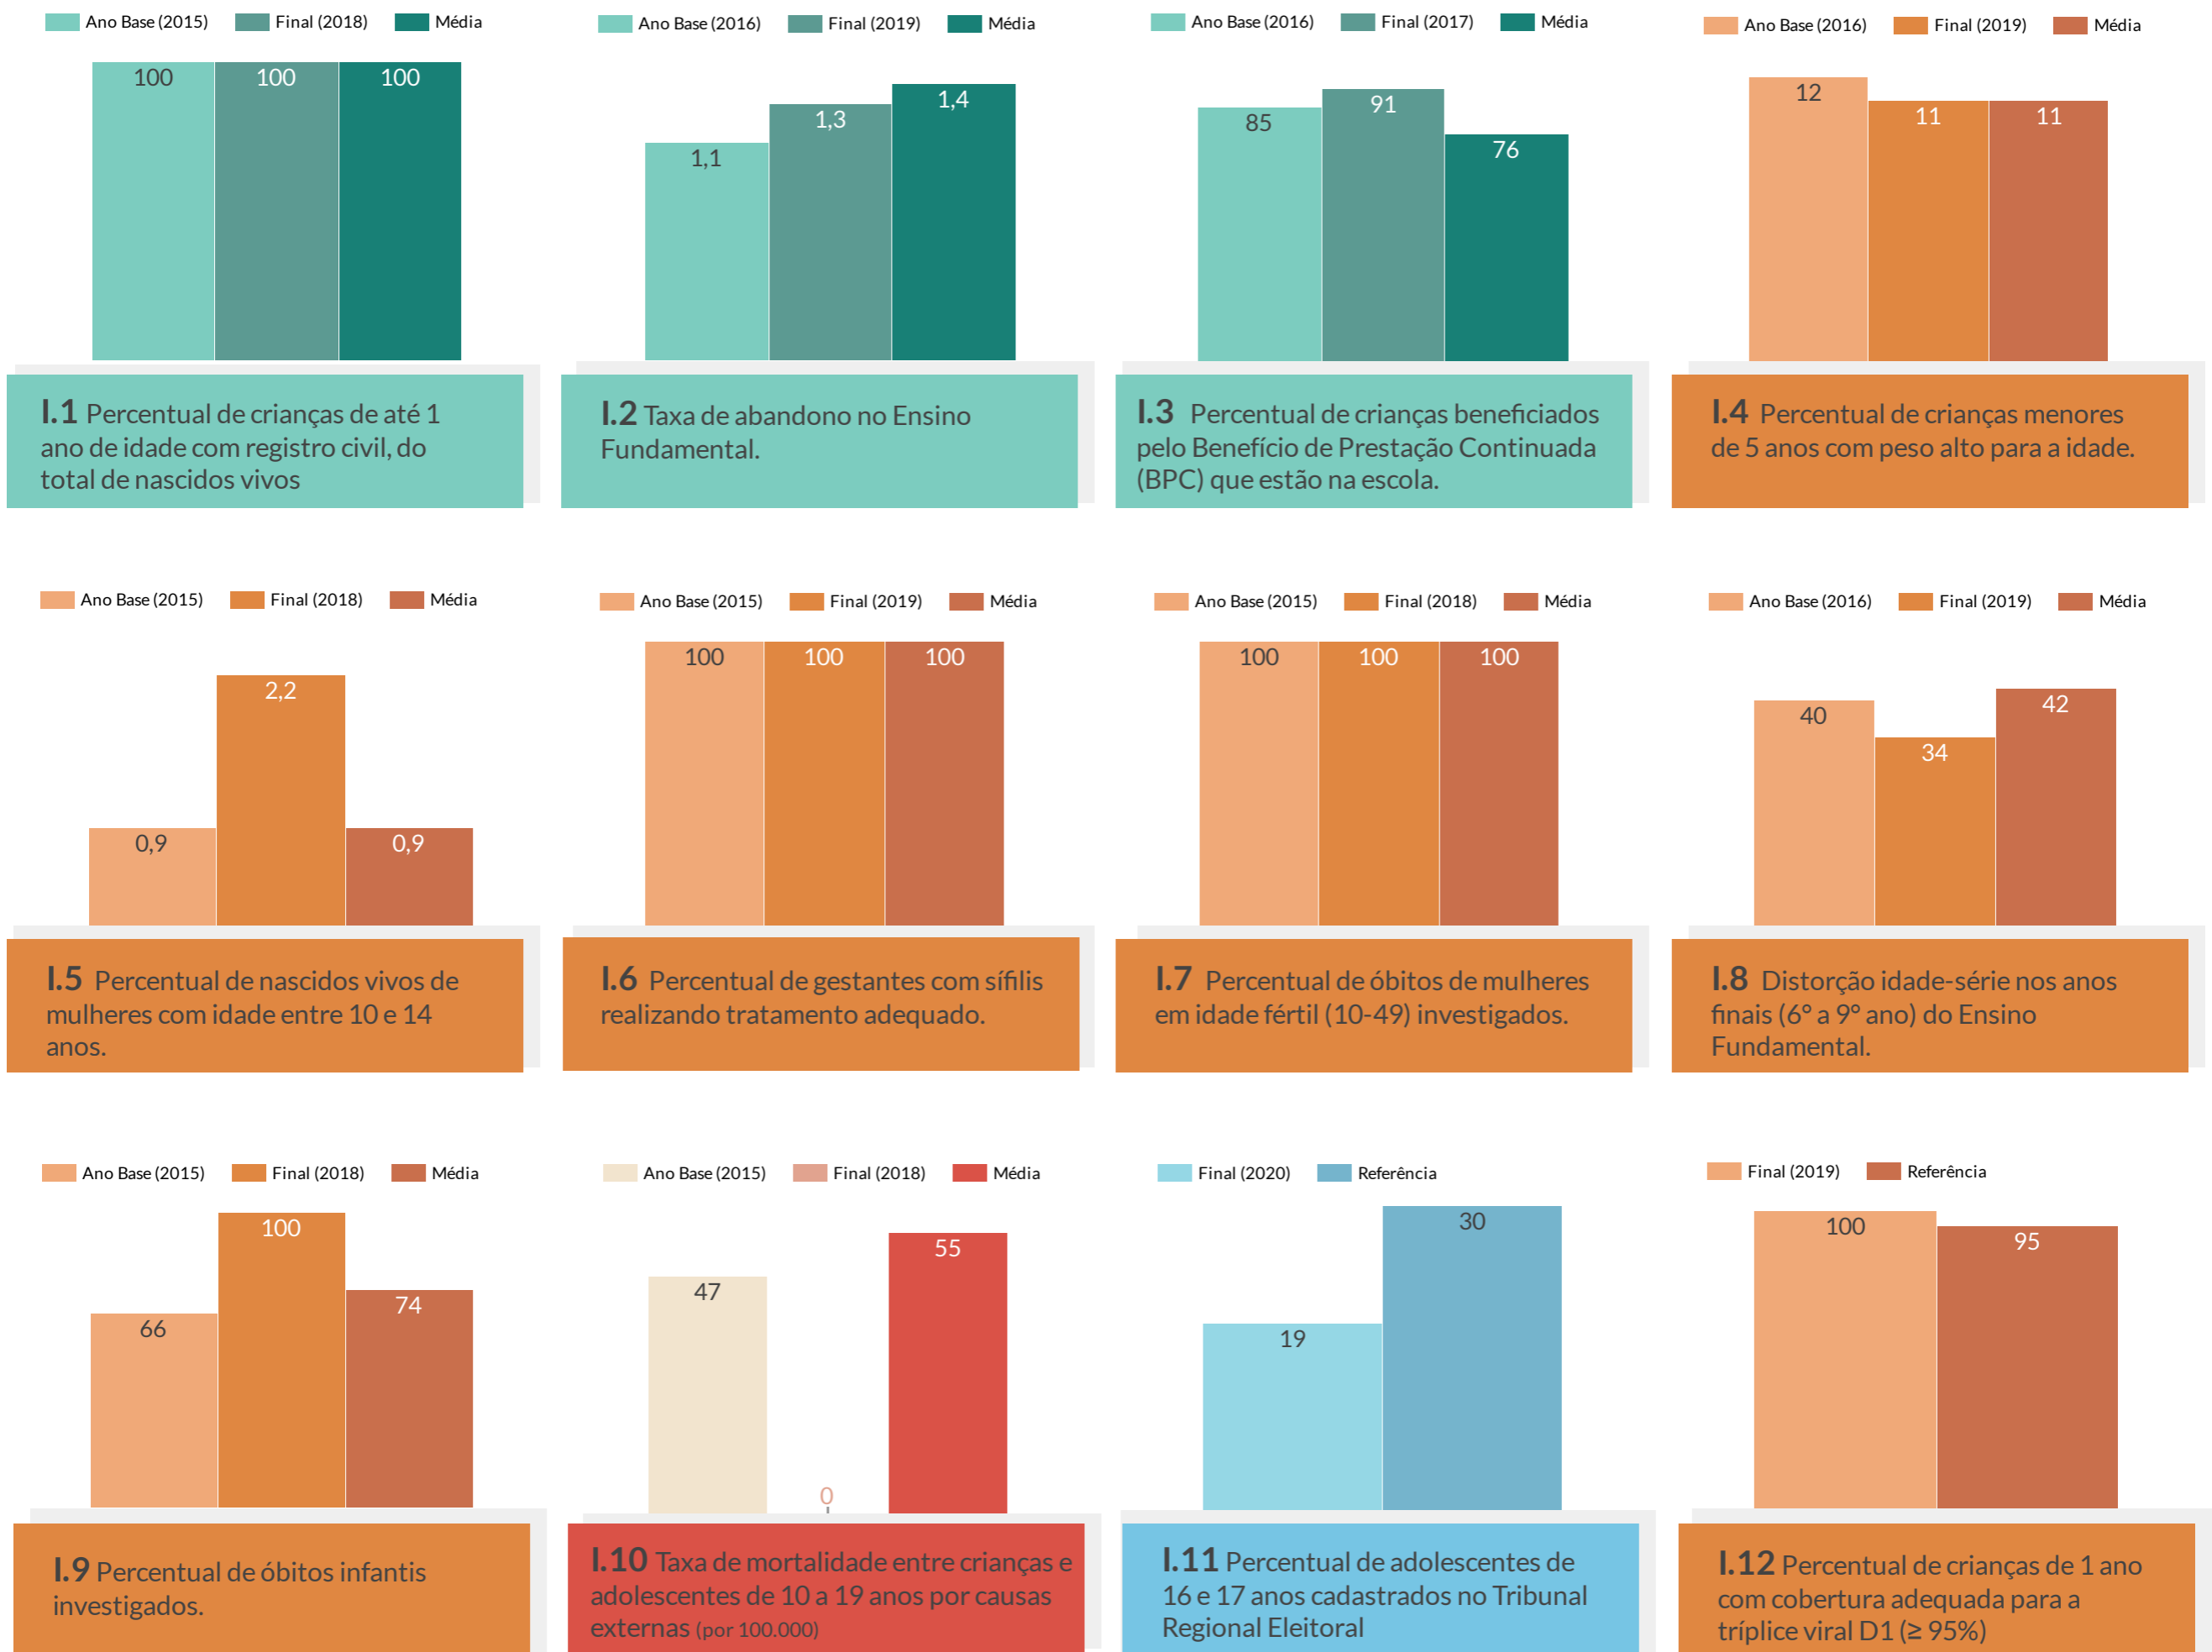 Ano Base (2015) Final (2018) Média
100 100 100
I.1 Percentual de crianças de até 1
ano de idade com registro civil, do
total de nascidos vivos
Ano Base (2016) Final (2019) Média
1,1 1,3 1,4
I.2 Taxa de abandono no Ensino
Fundamental.
Ano Base (2016) Final (2017) Média
85 91 76
I.3 Percentual de crianças beneficiados
pelo Benefício de Prestação Continuada
(BPC) que estão na escola.
Ano Base (2016) Final (2019) Média
12 11 11
I.4 Percentual de crianças menores
de 5 anos com peso alto para a idade.
Ano Base (2015) Final (2018) Média
0,9 2,2 0,9
I.5 Percentual de nascidos vivos de
mulheres com idade entre 10 e 14
anos.
Ano Base (2015) Final (2019) Média
100 100 100
I.6 Percentual de gestantes com sífilis
realizando tratamento adequado.
Ano Base (2015) Final (2018) Média
100 100 100
I.7 Percentual de óbitos de mulheres
em idade fértil (10-49) investigados.
Ano Base (2016) Final (2019) Média
40 34 42
I.8 Distorção idade-série nos anos
finais (6° a 9° ano) do Ensino
Fundamental.
Ano Base (2015) Final (2018) Média
66 100 74
I.9 Percentual de óbitos infantis
investigados.
Ano Base (2015) Final (2018) Média
47 0 55
I.10 Taxa de mortalidade entre crianças e
adolescentes de 10 a 19 anos por causas
externas (por 100.000)
Final (2020) Referência
19 30
I.11 Percentual de adolescentes de
16 e 17 anos cadastrados no Tribunal
Regional Eleitoral
Final (2019) Referência
100 95
I.12 Percentual de crianças de 1 ano
com cobertura adequada para a
tríplice viral D1 (≥ 95%)